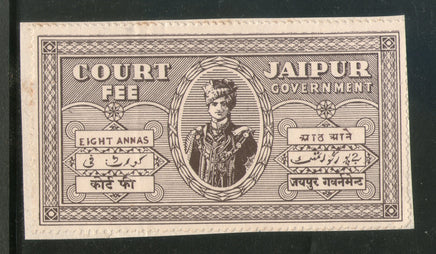 COURT
FEE
JAIPUR
GOVERNMENT
EIGHT ANNAS
कोर्ट फी
आठ आने
जयपुर गवर्नमेन्ट